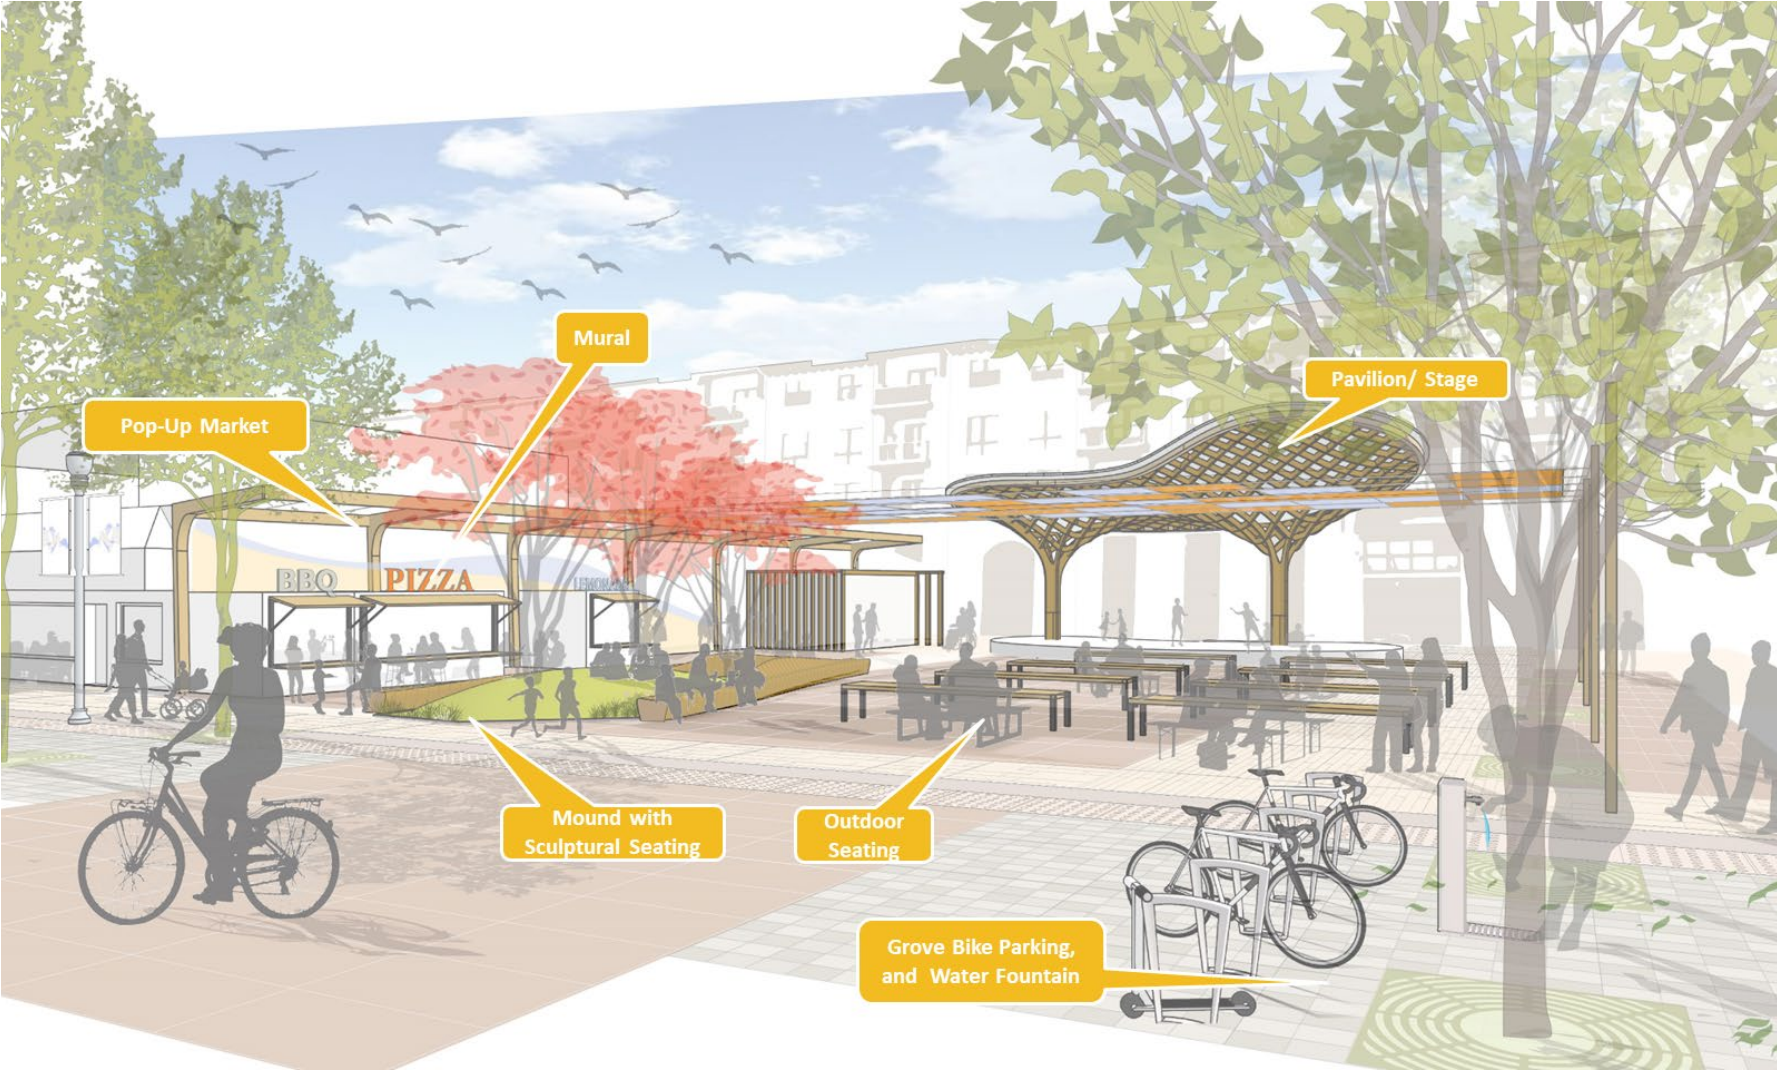 Mural
Pavilion/ Stage
Pop-Up Market
BBQ
PIZZA
LEMONADE
Mound with
Sculptural Seating
Outdoor
Seating
Grove Bike Parking,
and Water Fountain